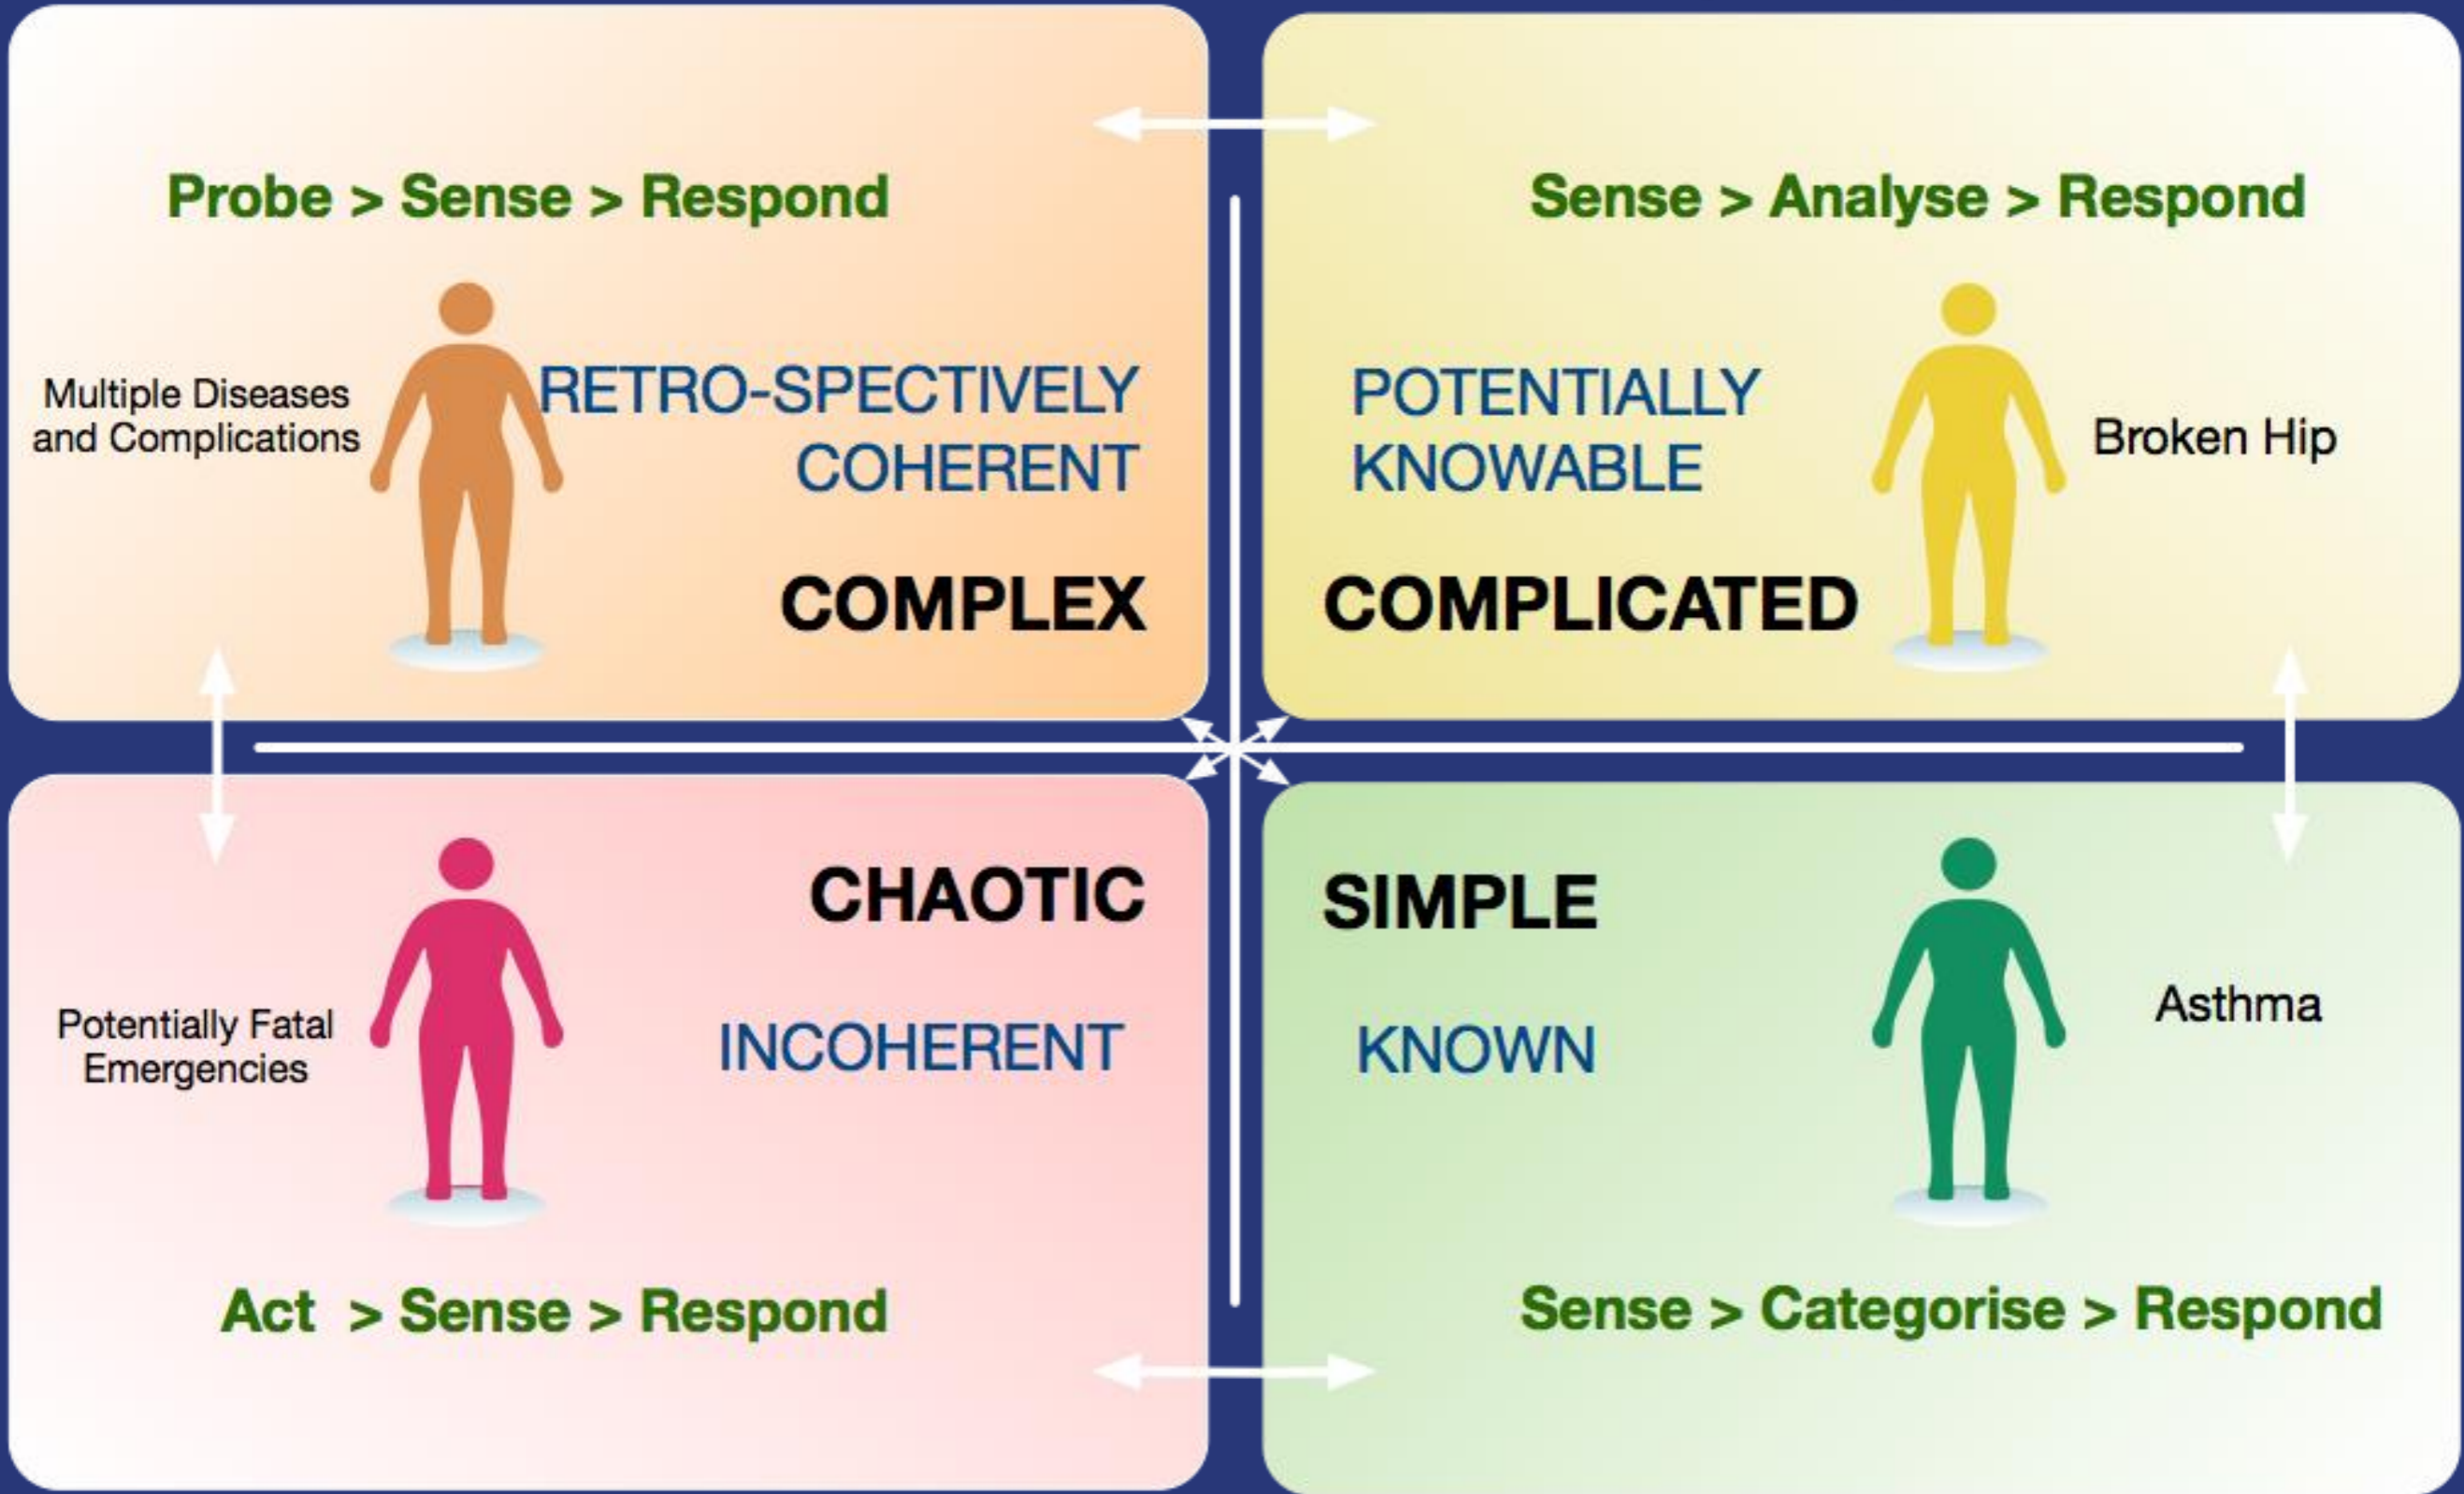 Probe > Sense > Respond
Multiple Diseases
and Complications
RETRO-SPECTIVELY
COHERENT
COMPLEX
Sense > Analyse > Respond
POTENTIALLY
KNOWABLE
Broken Hip
COMPLICATED
CHAOTIC
Potentially Fatal
Emergencies
INCOHERENT
Act > Sense > Respond
SIMPLE
Asthma
KNOWN
Sense > Categorise > Respond